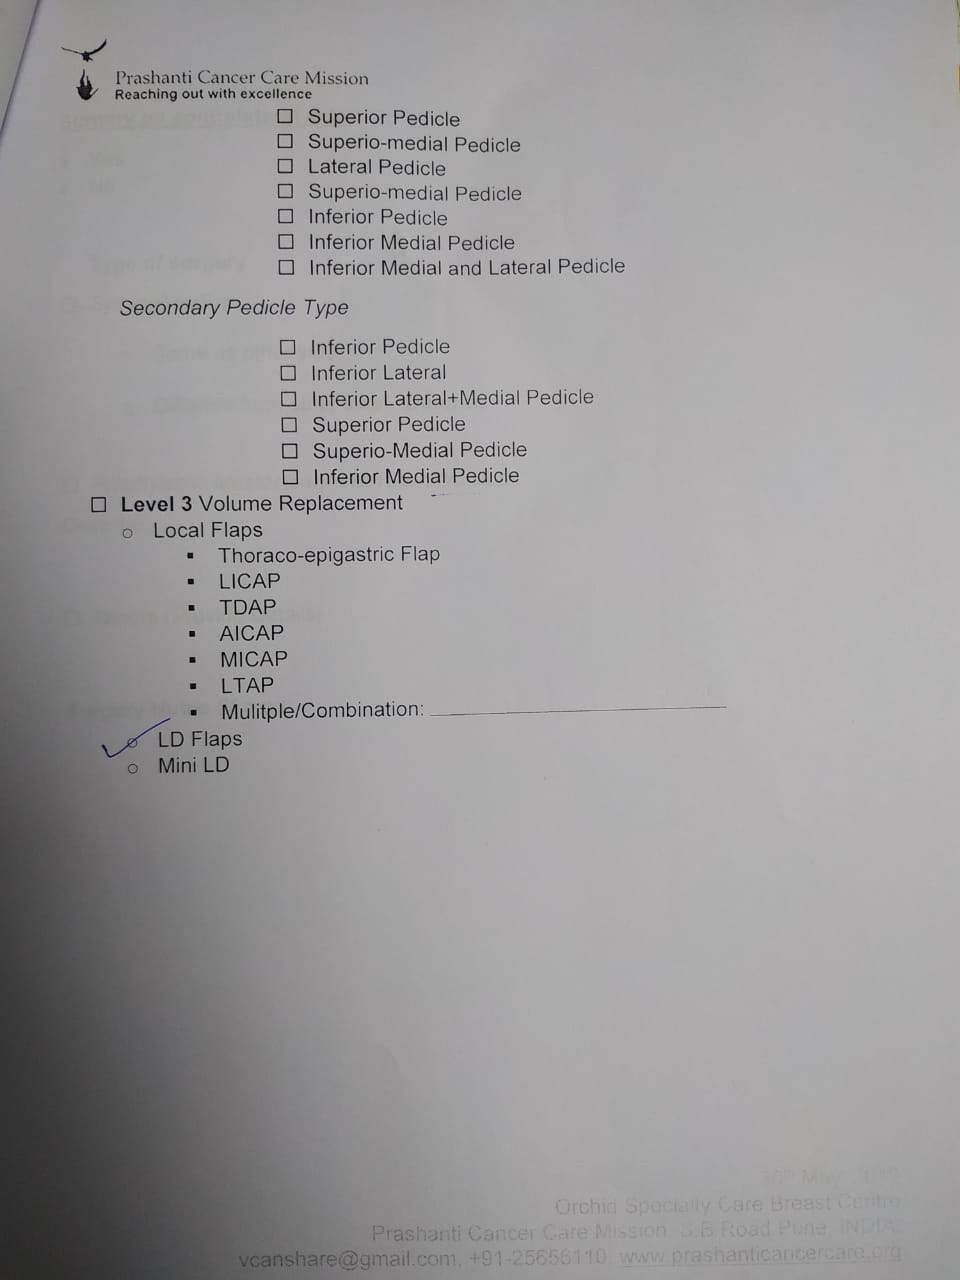 Prashanti Cancer Care Mission
Reaching out with excellence
☐ Superior Pedicle
☐ Superio-medial Pedicle
☐ Lateral Pedicle
☐ Superio-medial Pedicle
☐ Inferior Pedicle
☐ Inferior Medial Pedicle
☐ Inferior Medial and Lateral Pedicle
Secondary Pedicle Type
☐ Inferior Pedicle
☐ Inferior Lateral
☐ Inferior Lateral+Medial Pedicle
☐ Superior Pedicle
☐ Superio-Medial Pedicle
☐ Inferior Medial Pedicle
☐ Level 3 Volume Replacement
○ Local Flaps
▪ Thoraco-epigastric Flap
▪ LICAP
▪ TDAP
▪ AICAP
▪ MICAP
▪ LTAP
▪ Mulitple/Combination: ____________________
○ LD Flaps
○ Mini LD
Orchid Specialty Care Breast Centre
Prashanti Cancer Care Mission, S.B.Road Pune, INDIA
vcanshare@gmail.com, +91-25656110, www.prashanticancercare.org